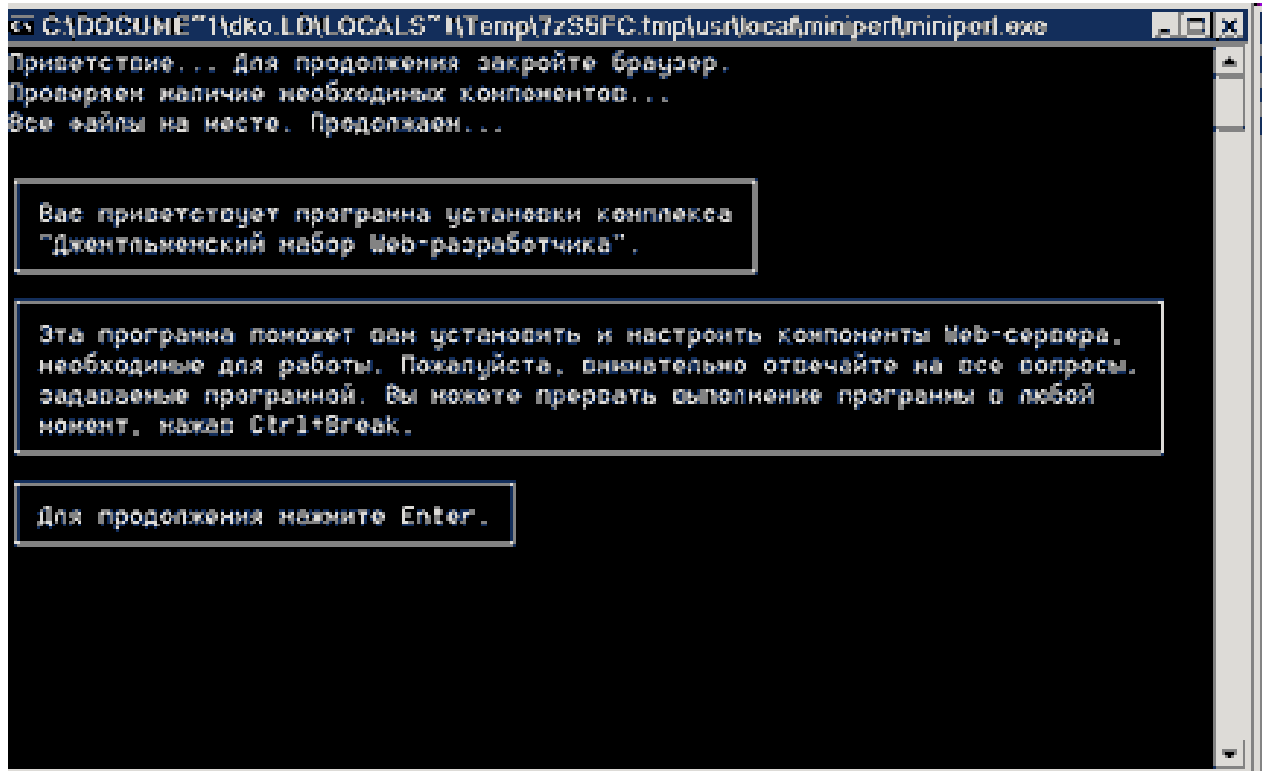 C:\DOCUME~1\dko.LD\LOCALS~1\Temp\7zS5FC.tmp\usr\local\miniperl\miniperl.exe
Приветствие... Для продолжения закройте браузер.
Проверяем наличие необходимых компонентов...
Все файлы на месте. Продолжаем...
Вас приветствует программа установки комплекса
"Джентльменский набор Web-разработчика".
Эта программа поможет вам установить и настроить компоненты Web-сервера,
необходимые для работы. Пожалуйста, внимательно отвечайте на все вопросы,
задаваемые программой. Вы можете прервать выполнение программы в любой
момент, нажав Ctrl+Break.
Для продолжения нажмите Enter.